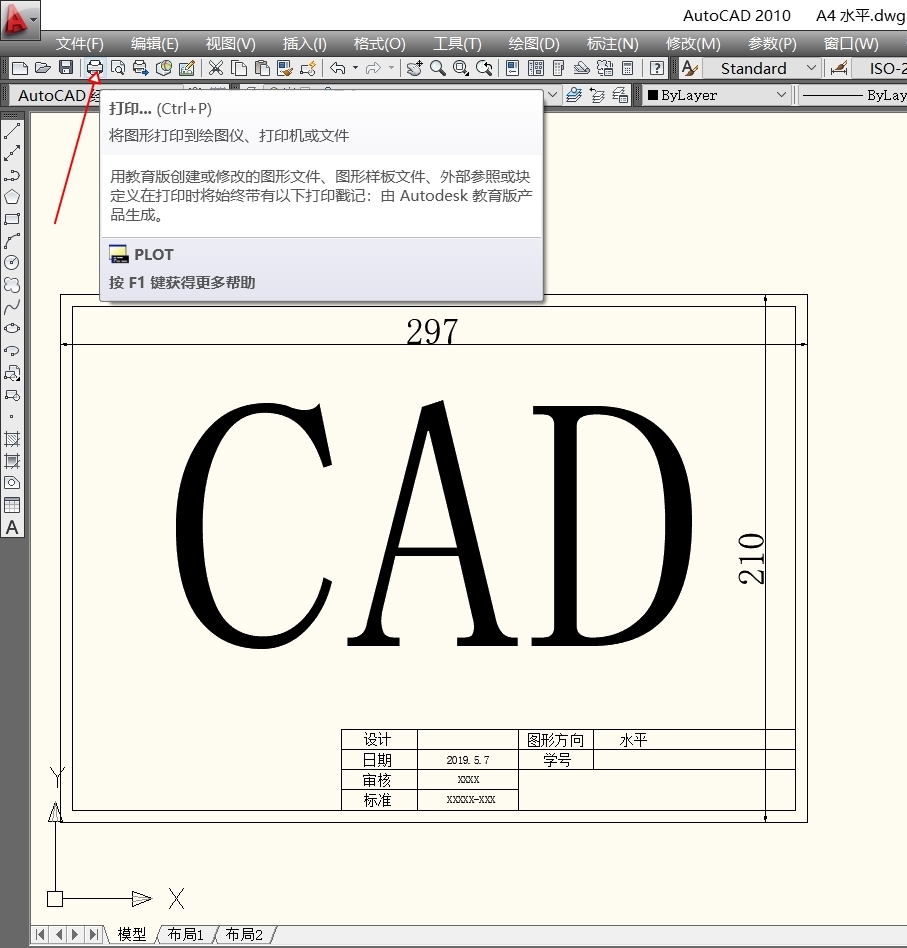 AutoCAD 2010 A4 水平.dwg
文件(F) 编辑(E) 视图(V) 插入(I) 格式(O) 工具(T) 绘图(D) 标注(N) 修改(M) 参数(P) 窗口(W)
Standard ISO-2
AutoCAD ByLayer ByLay
打印... (Ctrl+P)
将图形打印到绘图仪、打印机或文件
用教育版创建或修改的图形文件、图形样板文件、外部参照或块
定义在打印时将始终带有以下打印戳记：由 Autodesk 教育版产
品生成。
PLOT
按 F1 键获得更多帮助
A
297
CAD
210
设计 图形方向 水平
日期 2019.5.7 学号
审核 XXXX
标准 XXXXX-XXX
Y
X
模型 布局1 布局2